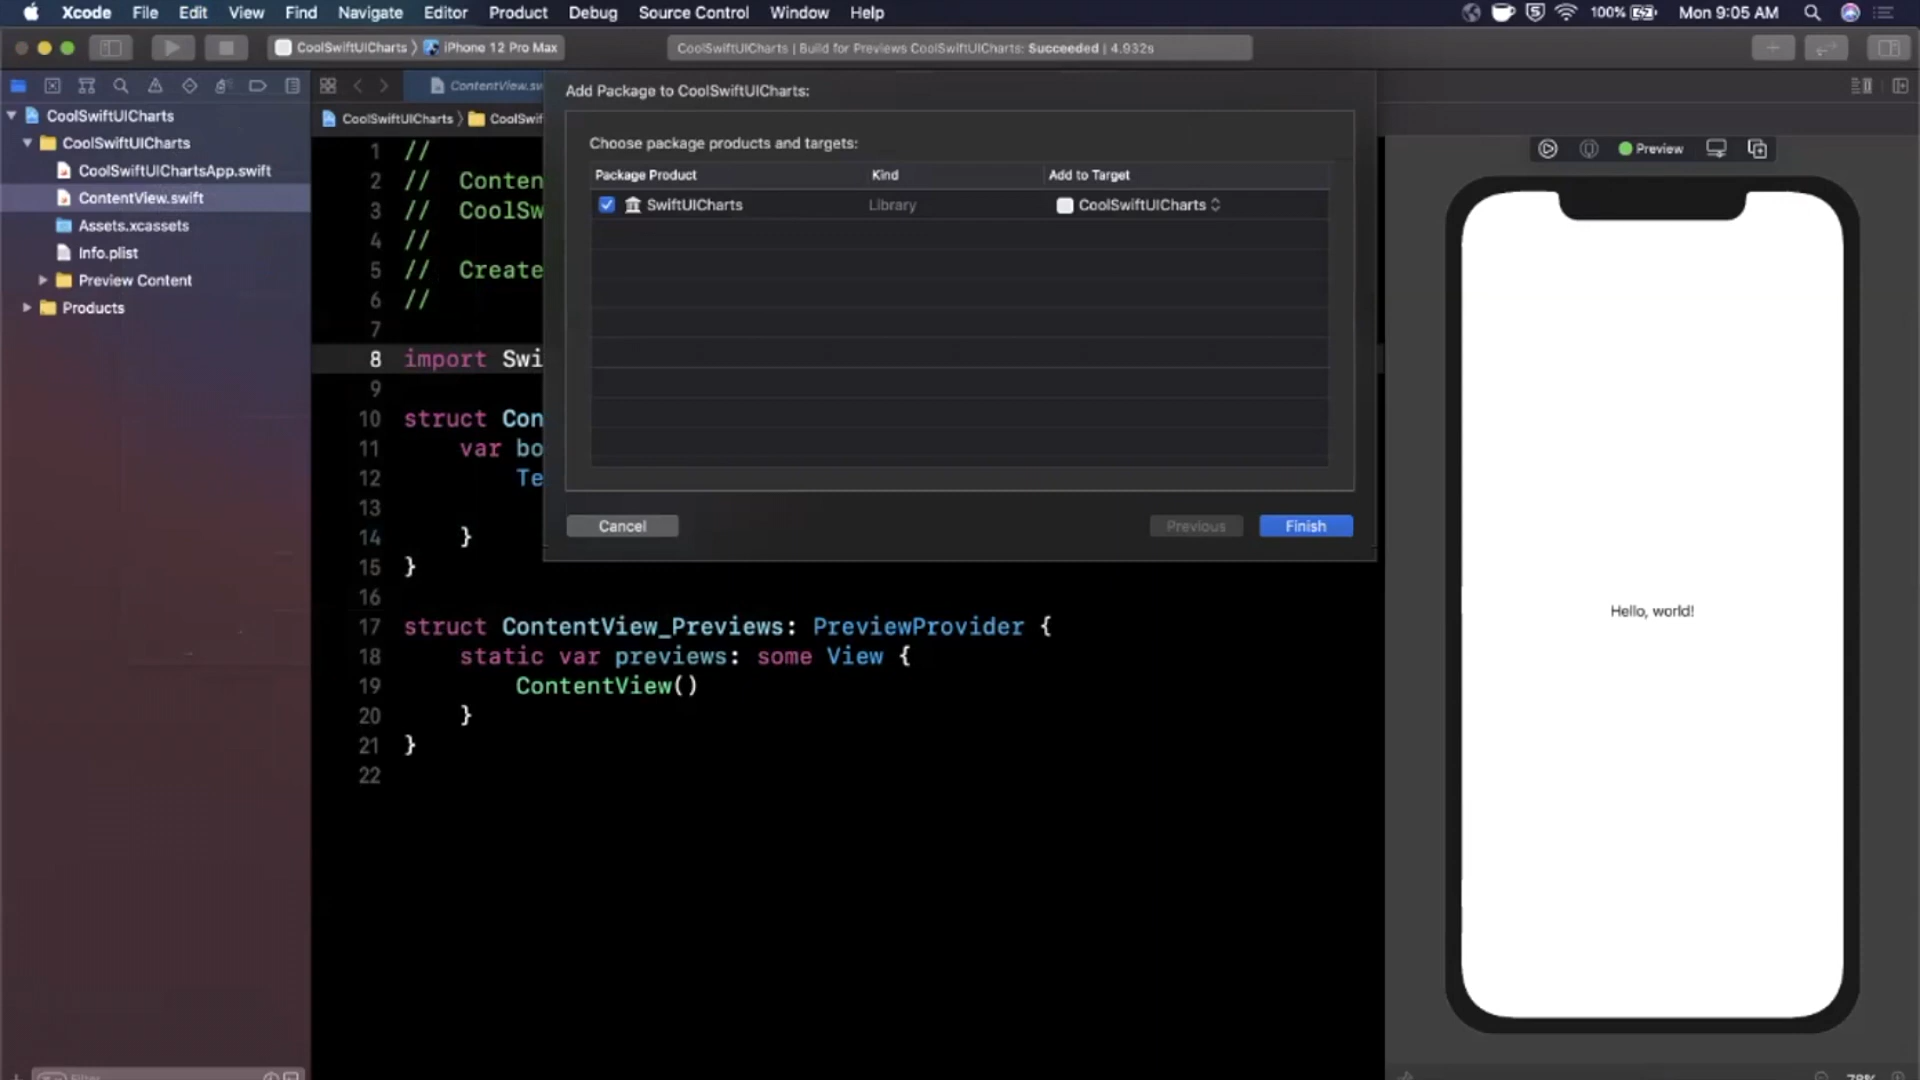 Xcode File Edit View Find Navigate Editor Product Debug Source Control Window Help 100% Mon 9:05 AM
CoolSwiftUICharts iPhone 12 Pro Max CoolSwiftUICharts | Build for Previews CoolSwiftUICharts: Succeeded | 4.932s
CoolSwiftUICharts
CoolSwiftUICharts
CoolSwiftUIChartsApp.swift
ContentView.swift
Assets.xcassets
Info.plist
Preview Content
Products
ContentView.sw
CoolSwiftUICharts CoolSwif
1 //
2 // Conten
3 // CoolSw
4 //
5 // Create
6 //
7
8 import Swi
9
10 struct Con
11 var bo
12 Te
13
14 }
15 }
16
17 struct ContentView_Previews: PreviewProvider {
18 static var previews: some View {
19 ContentView()
20 }
21 }
22
Add Package to CoolSwiftUICharts:
Choose package products and targets:
Package Product Kind Add to Target
SwiftUICharts Library CoolSwiftUICharts
Cancel Previous Finish
Preview
Hello, world!